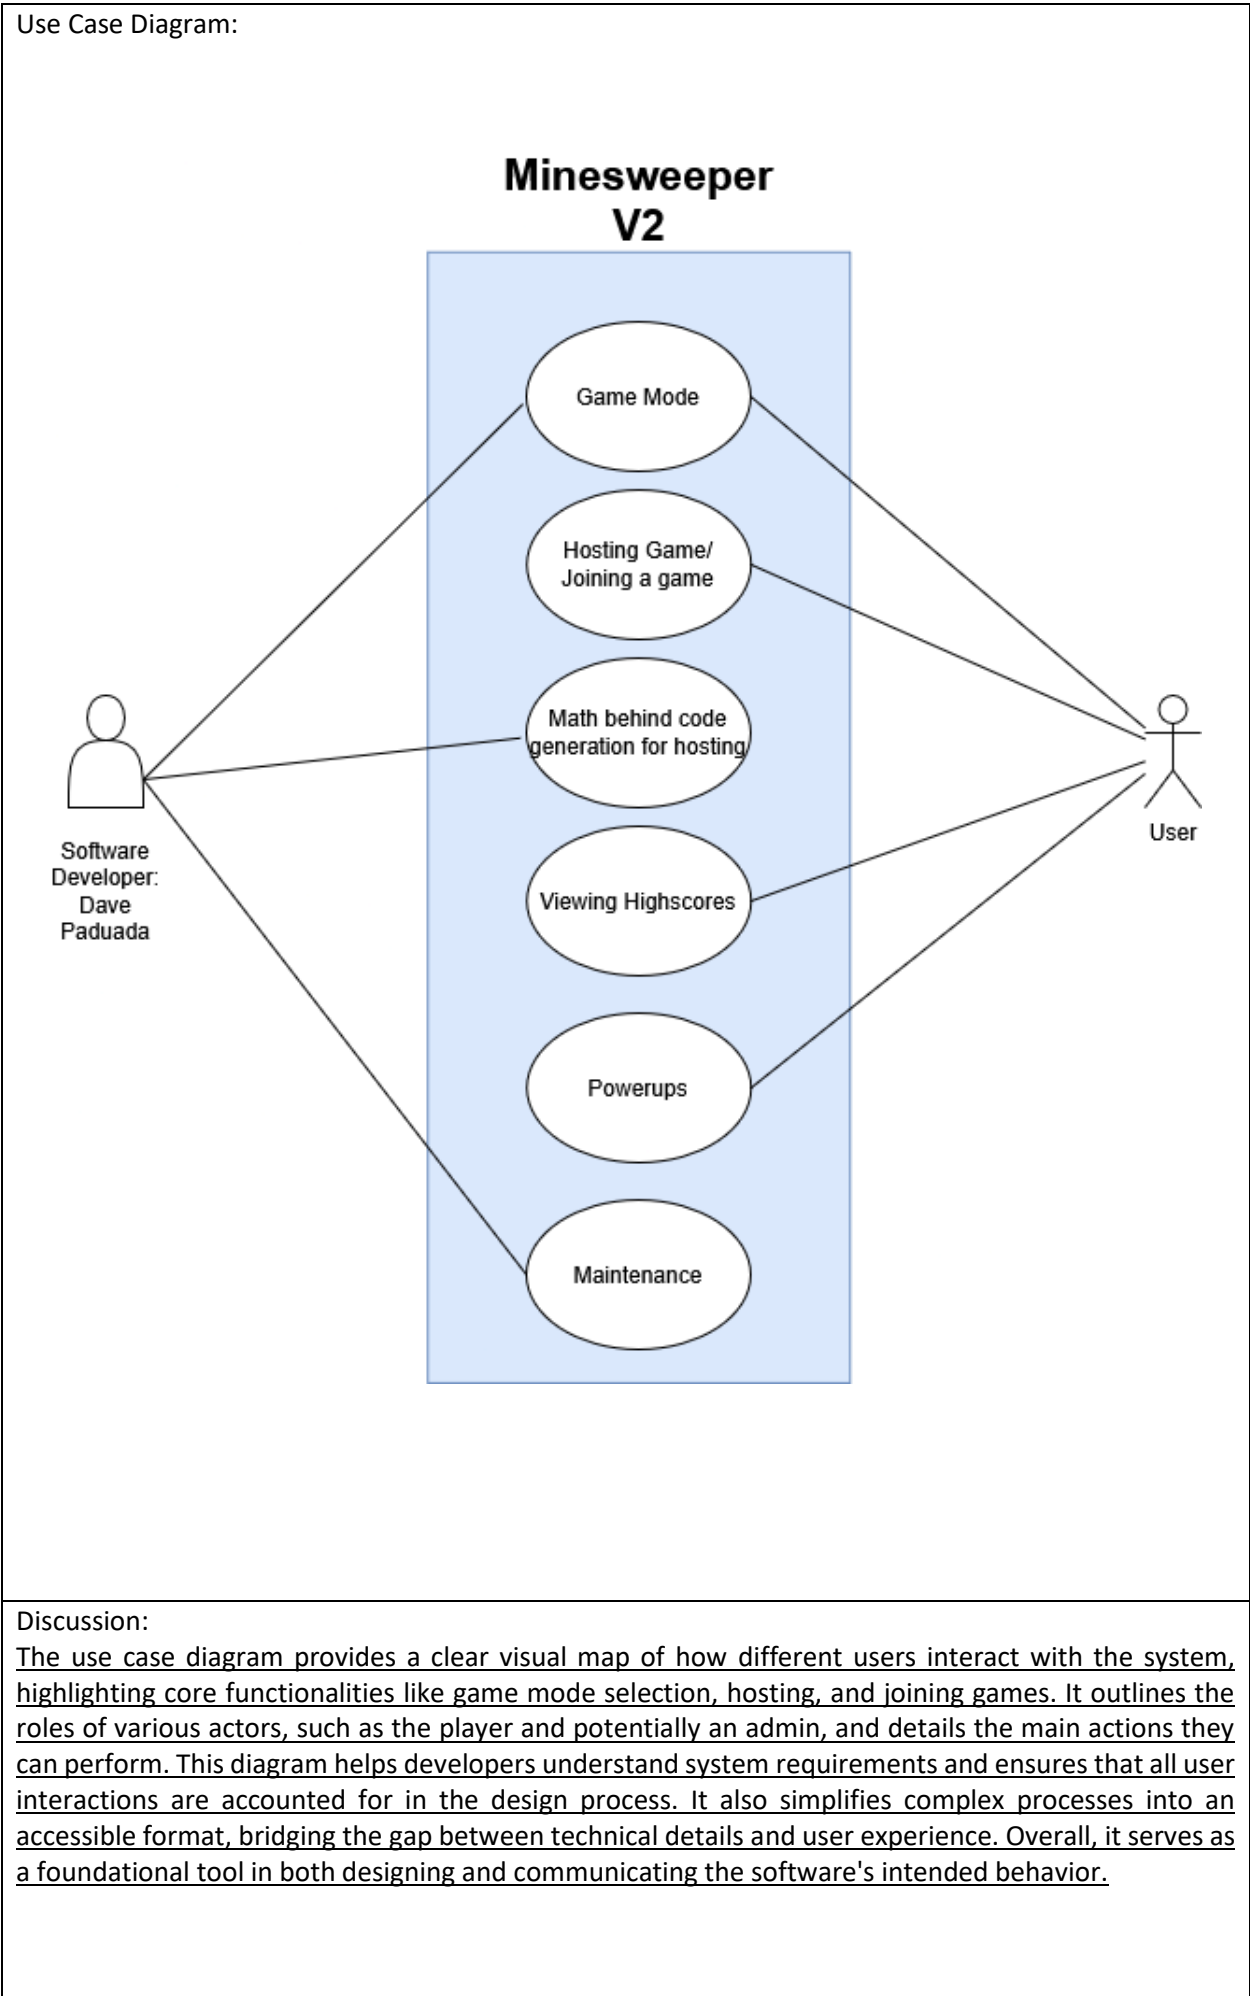 Use Case Diagram:
Minesweeper
V2
Game Mode
Hosting Game/
Joining a game
Math behind code
generation for hosting
User
Software
Developer:
Dave
Paduada
Viewing Highscores
Powerups
Maintenance
Discussion:
The use case diagram provides a clear visual map of how different users interact with the system,
highlighting core functionalities like game mode selection, hosting, and joining games. It outlines the
roles of various actors, such as the player and potentially an admin, and details the main actions they
can perform. This diagram helps developers understand system requirements and ensures that all user
interactions are accounted for in the design process. It also simplifies complex processes into an
accessible format, bridging the gap between technical details and user experience. Overall, it serves as
a foundational tool in both designing and communicating the software's intended behavior.